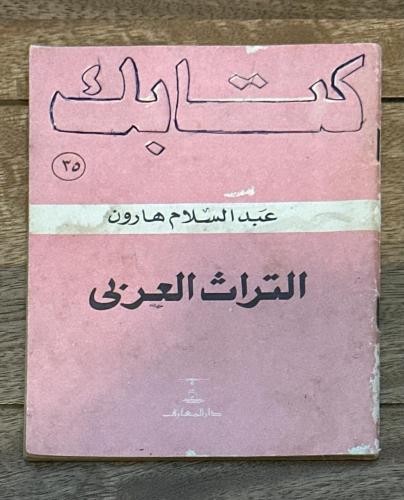 كتابك
٣٥
عبد السلام هارون
التراث العربى
دار المعارف